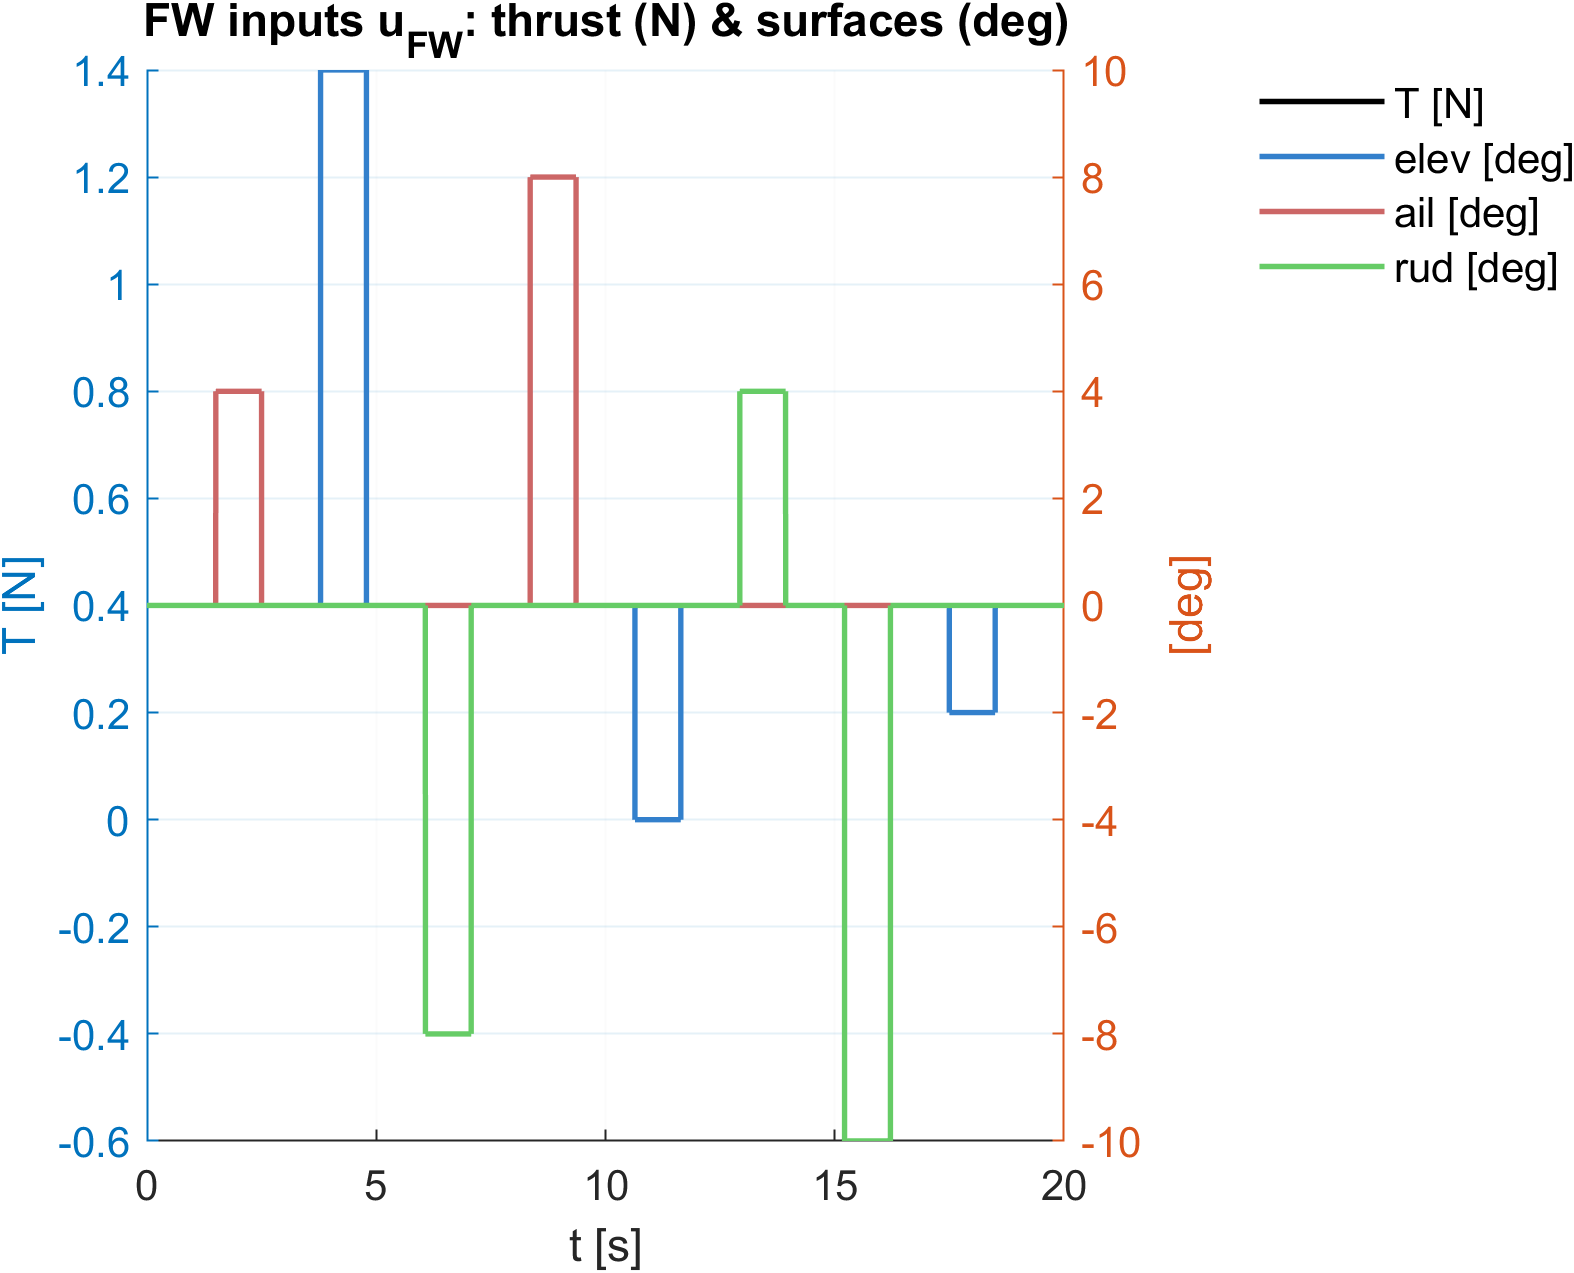 FW inputs u_FW: thrust (N) & surfaces (deg)
1.4
1.2
1
0.8
0.6
0.4
0.2
0
-0.2
-0.4
-0.6
T [N]
10
8
6
4
2
0
-2
-4
-6
-8
-10
[deg]
0 5 10 15 20
t [s]
T [N]
elev [deg]
ail [deg]
rud [deg]